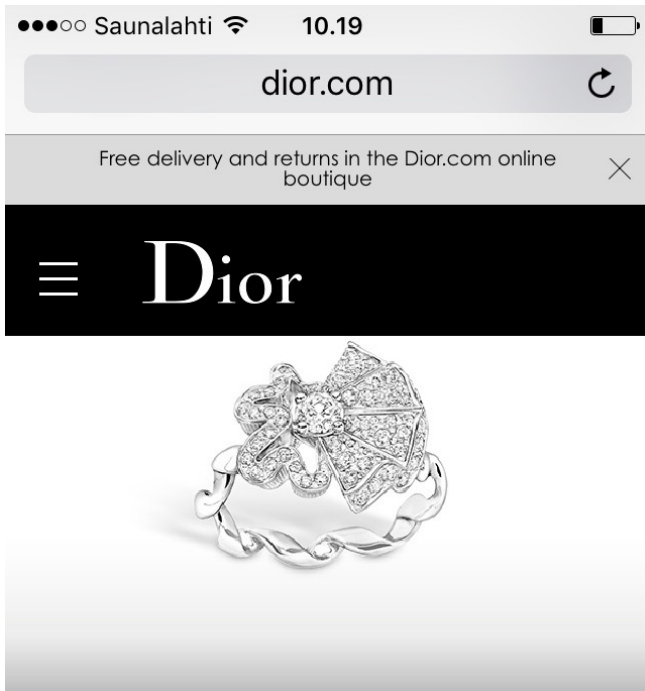 Saunalahti 10.19
dior.com
Free delivery and returns in the Dior.com online
boutique
Dior